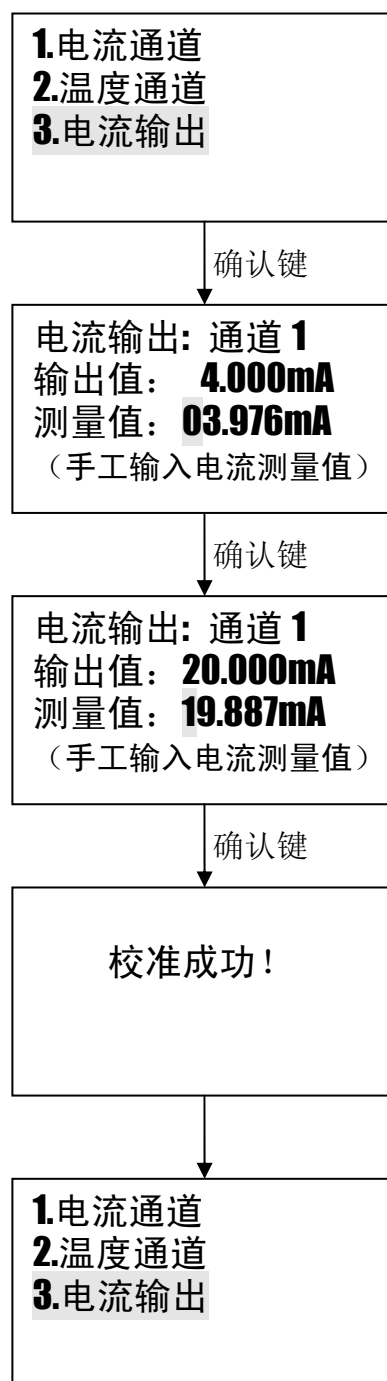 1.电流通道
2.温度通道
3.电流输出
确认键
电流输出: 通道 1
输出值： 4.000mA
测量值：03.976mA
（手工输入电流测量值）
确认键
电流输出: 通道 1
输出值：20.000mA
测量值：19.887mA
（手工输入电流测量值）
确认键
校准成功！
1.电流通道
2.温度通道
3.电流输出